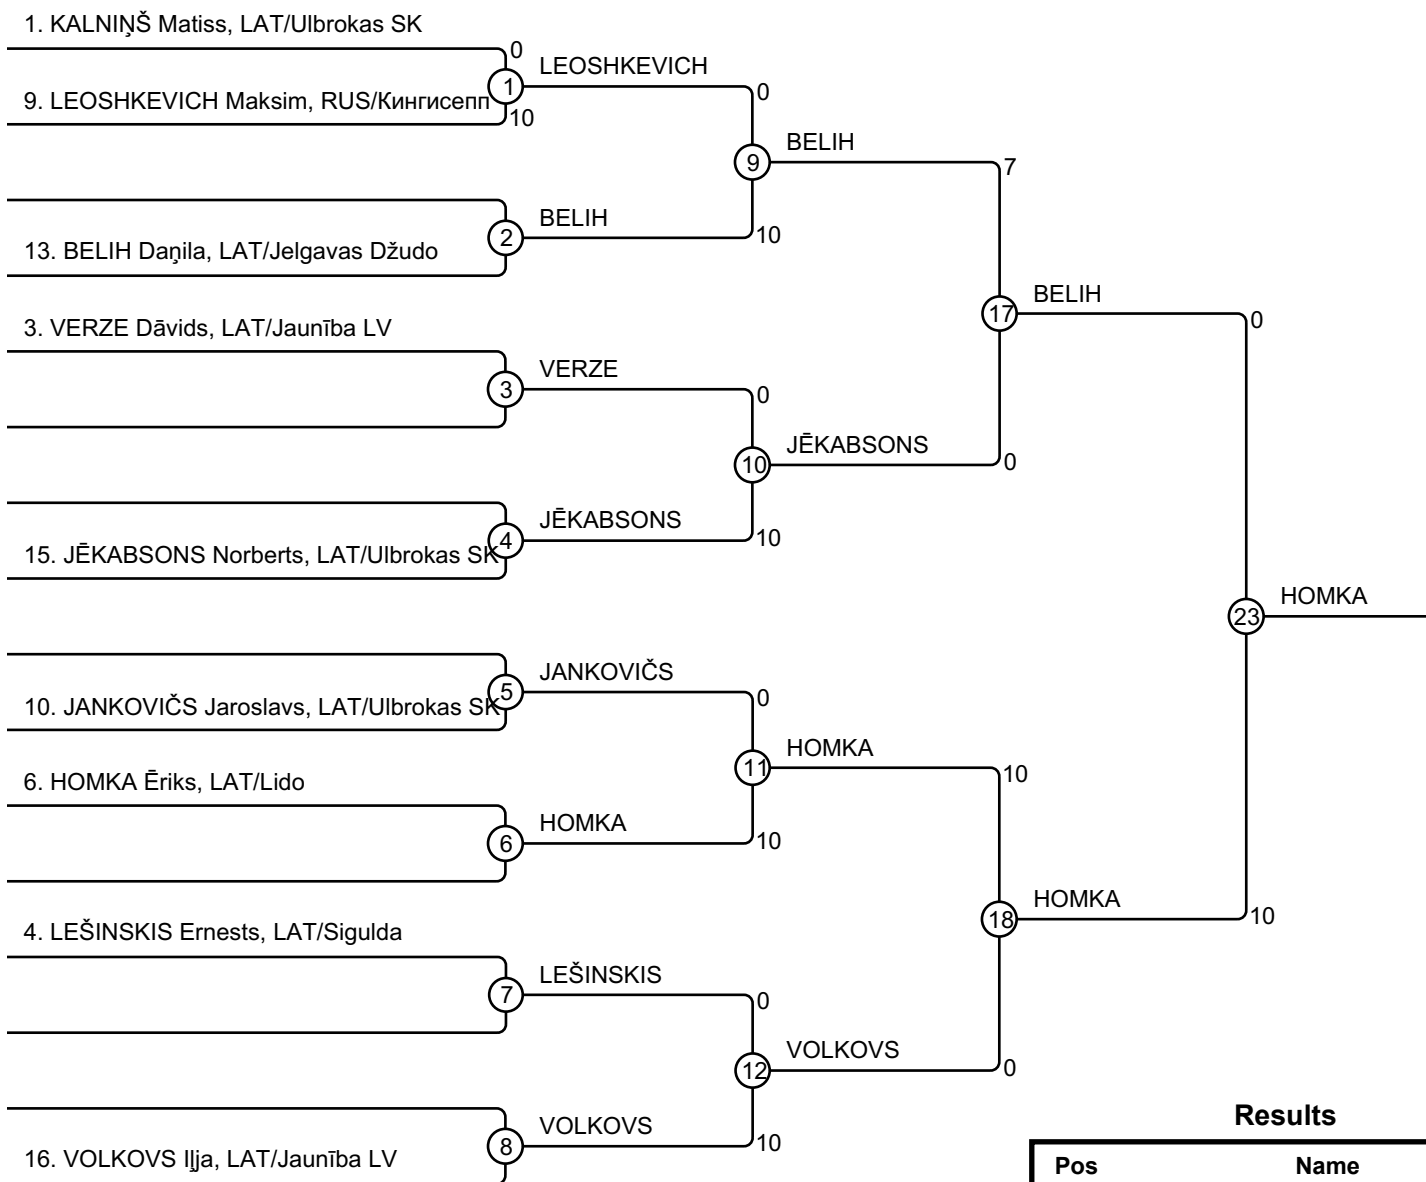 1. KALNIŅŠ Matiss, LAT/Ulbrokas SK
0
1
LEOSHKEVICH
9. LEOSHKEVICH Maksim, RUS/Кингисепп
10
0
9
BELIH
7
2
BELIH
10
13. BELIH Daņila, LAT/Jelgavas Džudo
17
BELIH
0
3. VERZE Dāvids, LAT/Jaunība LV
3
VERZE
0
10
JĒKABSONS
0
4
JĒKABSONS
10
15. JĒKABSONS Norberts, LAT/Ulbrokas SK
23
HOMKA
5
JANKOVIČS
0
10. JANKOVIČS Jaroslavs, LAT/Ulbrokas SK
11
HOMKA
10
6. HOMKA Ēriks, LAT/Lido
6
HOMKA
10
18
HOMKA
10
4. LEŠINSKIS Ernests, LAT/Sigulda
7
LEŠINSKIS
0
12
VOLKOVS
0
8
VOLKOVS
10
16. VOLKOVS Iļja, LAT/Jaunība LV
Results
Pos Name